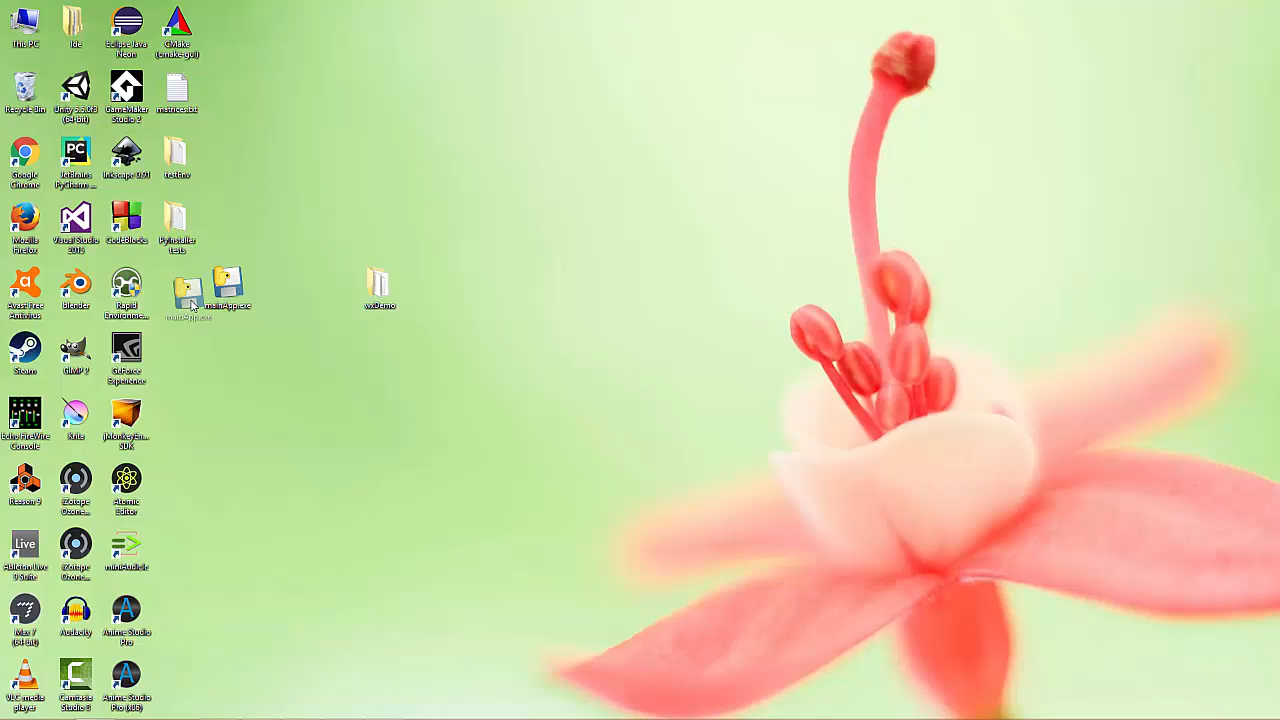 This PC
Ide
Eclipse Java
Neon
CMake
(cmake-gui)
Recycle Bin
Unity 5.5.0f3
(64-bit)
GameMaker
Studio 2
matrices.txt
Google
Chrome
PC
JetBrains
PyCharm ...
Inkscape 0.91
testEnv
Mozilla
Firefox
Visual Studio
2015
CodeBlocks
PyInstaller
tests
Avast Free
Antivirus
blender
Rapid
Environme...
mainApp.exe
mainApp.exe
wxDemo
Steam
GIMP 2
GeForce
Experience
Echo FireWire
Console
Krita
jMonkeyEn...
SDK
Reason 9
iZotope
Ozone...
Atomic
Editor
Live
Ableton Live
9 Suite
iZotope
Ozone...
miniAudicle
Max 7
(64-bit)
Audacity
Anime Studio
Pro
VLC media
player
Camtasia
Studio 8
Anime Studio
Pro (x86)